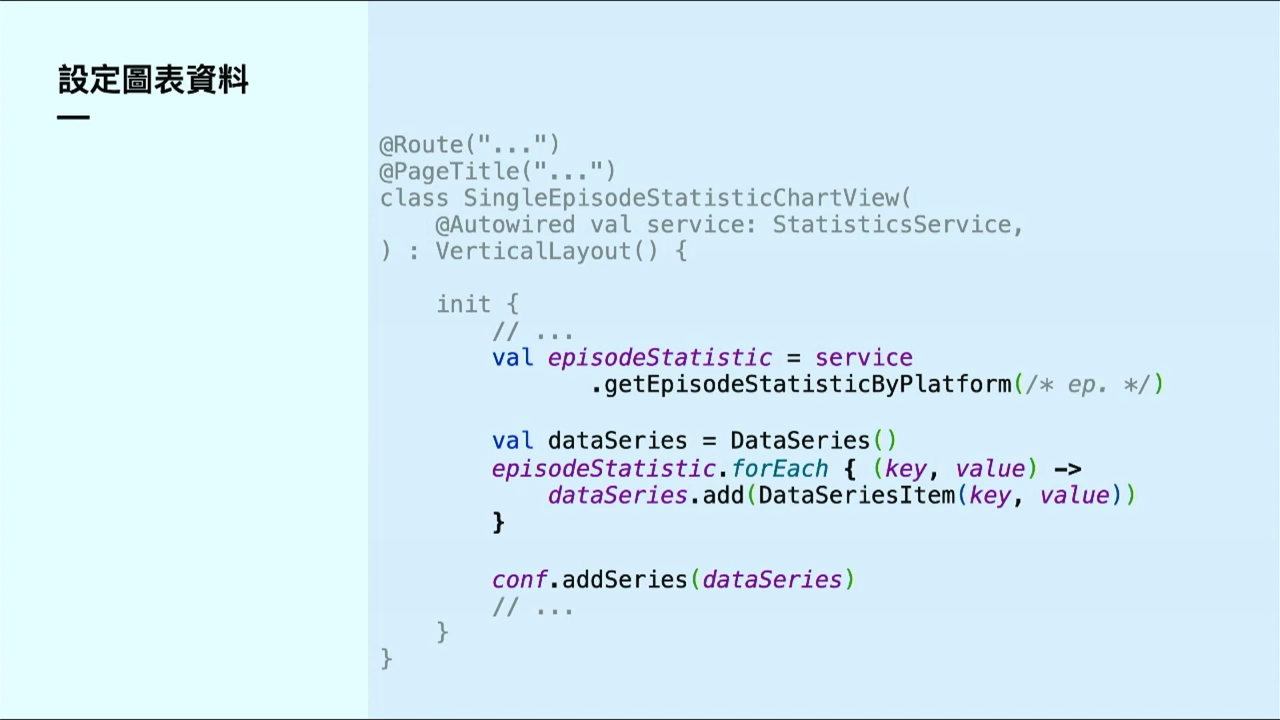 設定圖表資料
@Route("...")
@PageTitle("...")
class SingleEpisodeStatisticChartView(
    @Autowired val service: StatisticsService,
) : VerticalLayout() {
    init {
        // ...
        val episodeStatistic = service
               .getEpisodeStatisticByPlatform(/* ep. */)
        val dataSeries = DataSeries()
        episodeStatistic.forEach { (key, value) ->
            dataSeries.add(DataSeriesItem(key, value))
        }
        conf.addSeries(dataSeries)
        // ...
    }
}